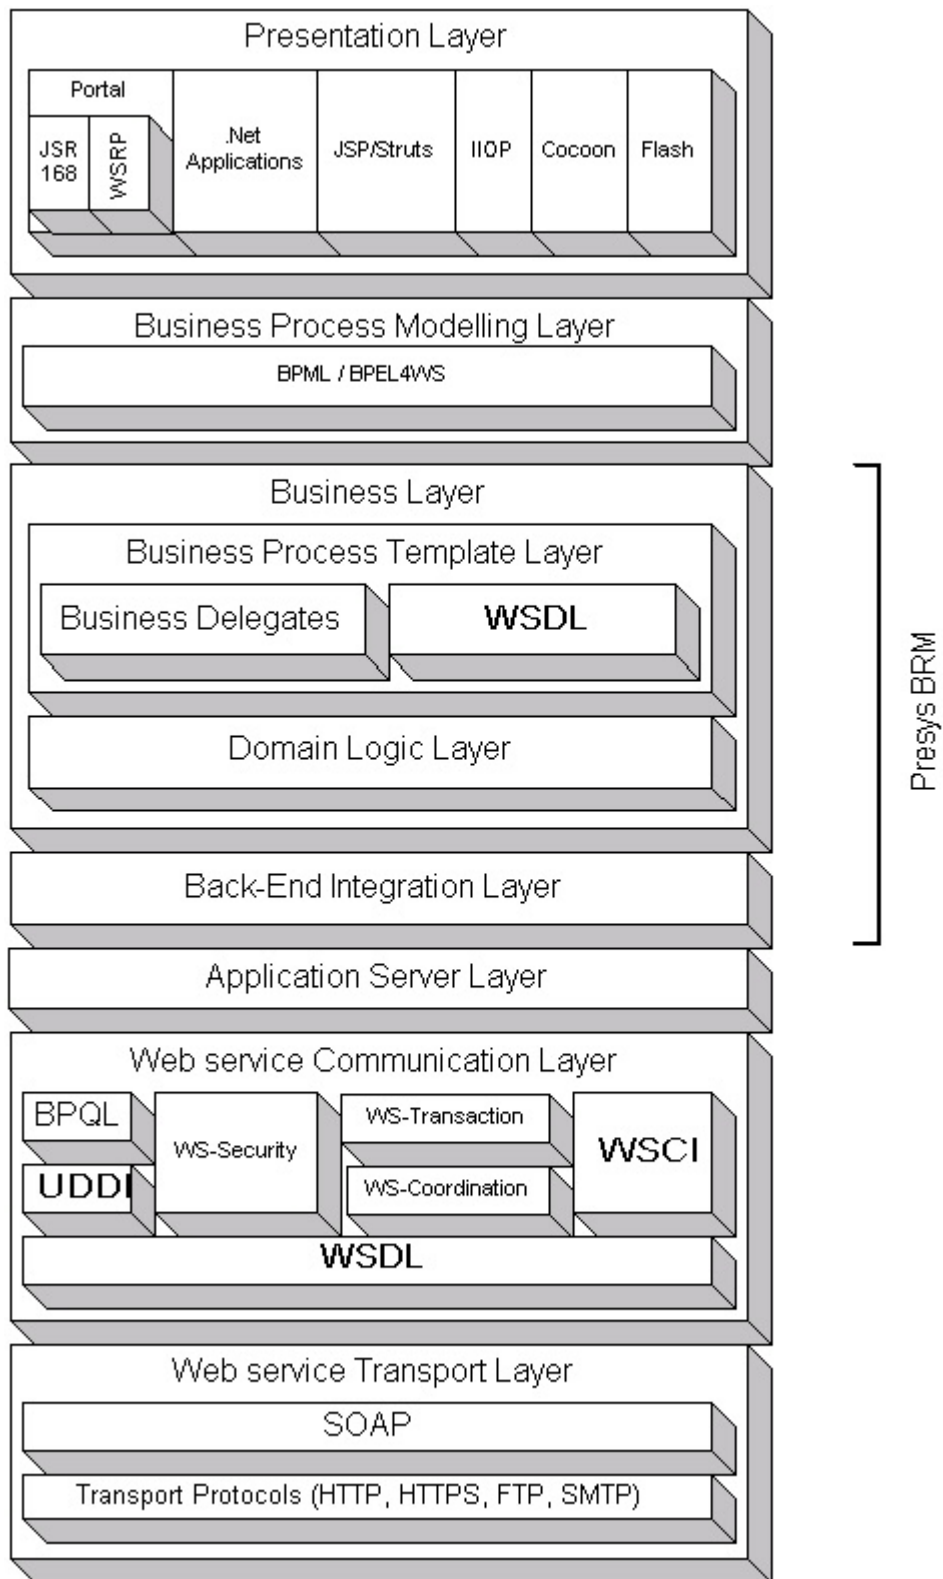 Presentation Layer
Portal
JSR
168
WSRP
.Net
Applications
JSP/Struts
IIOP
Cocoon
Flash
Business Process Modelling Layer
BPML / BPEL4WS
Business Layer
Business Process Template Layer
Business Delegates
WSDL
Domain Logic Layer
Back-End Integration Layer
Presys BRM
Application Server Layer
Web service Communication Layer
BPQL
UDDI
WS-Security
WS-Transaction
WS-Coordination
WSCI
WSDL
Web service Transport Layer
SOAP
Transport Protocols (HTTP, HTTPS, FTP, SMTP)